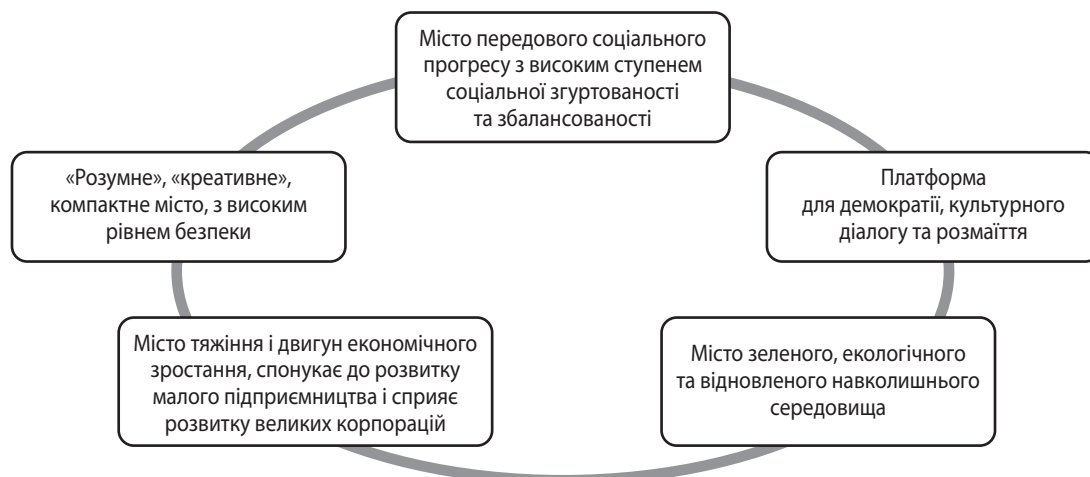 Місто передового соціального
прогресу з високим ступенем
соціальної згуртованості
та збалансованості
«Розумне», «креативне»,
компактне місто, з високим
рівнем безпеки
Платформа
для демократії, культурного
діалогу та розмаїття
Місто тяжіння і двигун економічного
зростання, спонукає до розвитку
малого підприємництва і сприяє
розвитку великих корпорацій
Місто зеленого, екологічного
та відновленого навколишнього
середовища